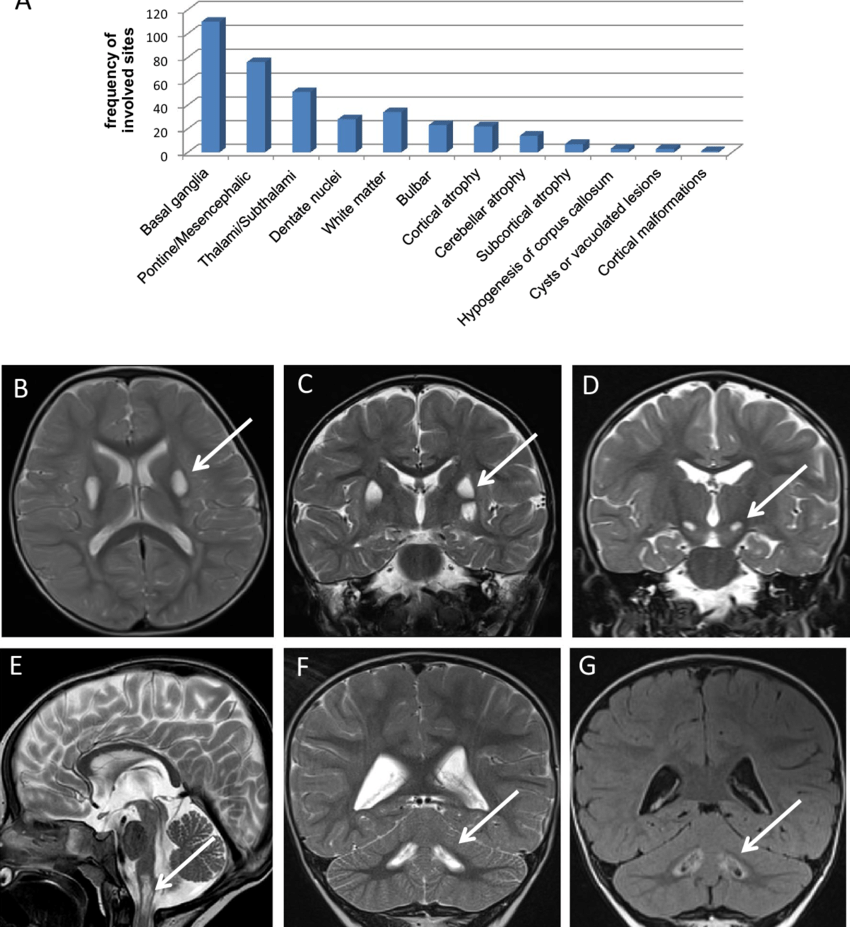 A
frequency of
involved sites
120
100
80
60
40
20
0
Basal ganglia
Pontine/Mesencephalic
Thalami/Subthalami
Dentate nuclei
White matter
Bulbar
Cortical atrophy
Cerebellar atrophy
Subcortical atrophy
Hypogenesis of corpus callosum
Cysts or vacuolated lesions
Cortical malformations
B
C
D
E
F
G